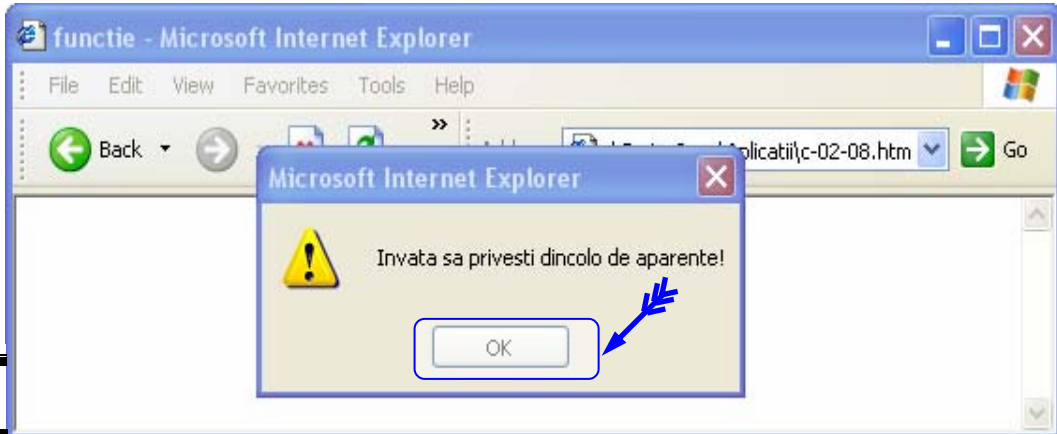 functie - Microsoft Internet Explorer
File Edit View Favorites Tools Help
Back » plicatii\c-02-08.htm Go
Microsoft Internet Explorer
Invata sa privesti dincolo de aparente!
OK